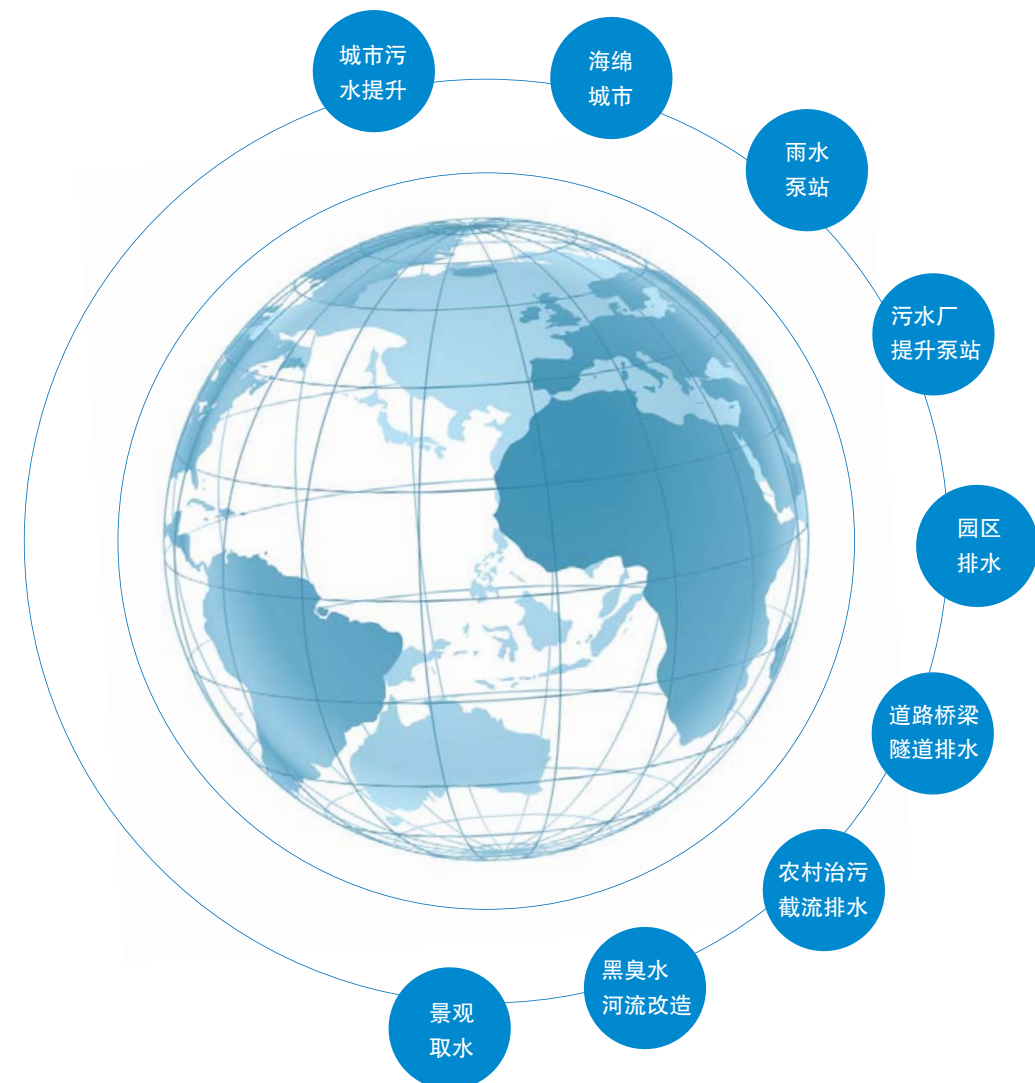 城市污
水提升
海绵
城市
雨水
泵站
污水厂
提升泵站
园区
排水
道路桥梁
隧道排水
农村治污
截流排水
黑臭水
河流改造
景观
取水